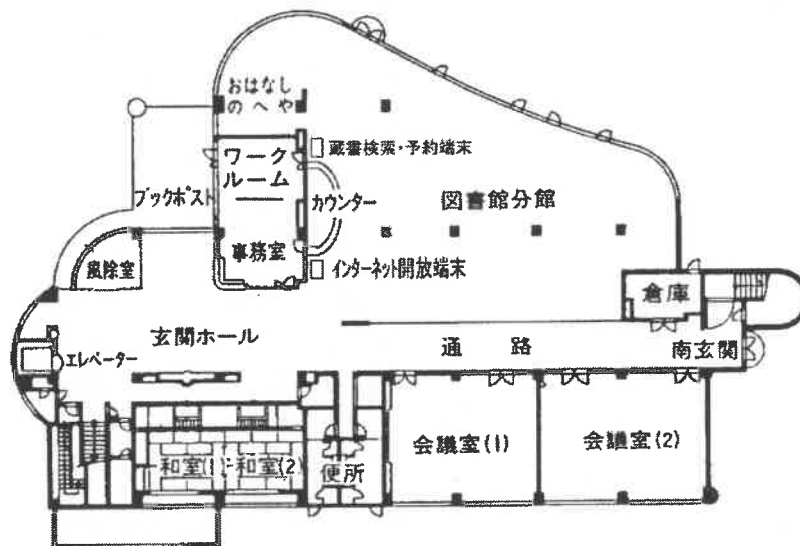 おはなし
のへや
ワーク
ルーム
蔵書検索・予約端末
ブックポスト
カウンター
図書館分館
事務室
インターネット開放端末
風除室
倉庫
玄関ホール
エレベーター
通路
南玄関
和室(1)
和室(2)
便所
会議室(1)
会議室(2)